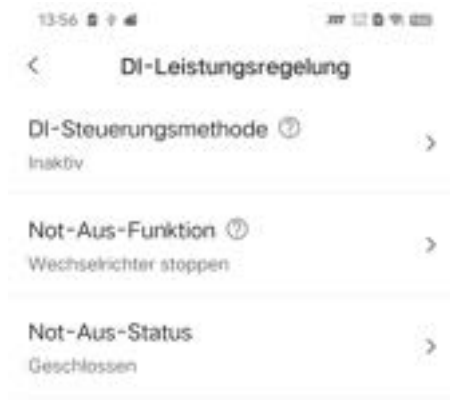 13:56
DI-Leistungsregelung
DI-Steuerungsmethode
Inaktiv
Not-Aus-Funktion
Wechselrichter stoppen
Not-Aus-Status
Geschlossen